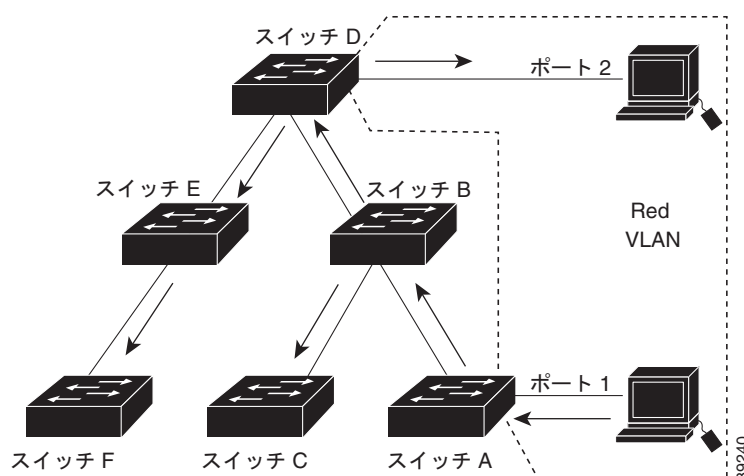 スイッチ D
ポート 2
スイッチ E
スイッチ B
Red
VLAN
ポート 1
スイッチ F
スイッチ C
スイッチ A